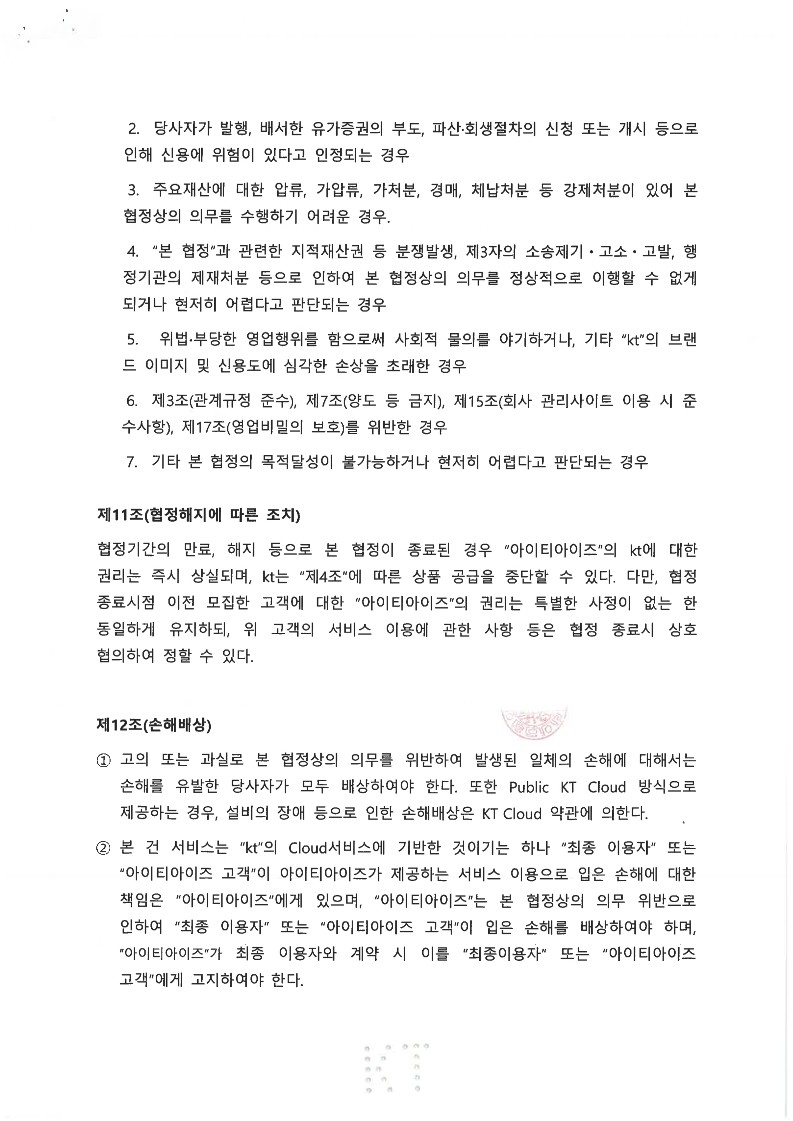 2. 당사자가 발행, 배서한 유가증권의 부도, 파산·회생절차의 신청 또는 개시 등으로
인해 신용에 위험이 있다고 인정되는 경우
3. 주요재산에 대한 압류, 가압류, 가처분, 경매, 체납처분 등 강제처분이 있어 본
협정상의 의무를 수행하기 어려운 경우.
4. “본 협정”과 관련한 지적재산권 등 분쟁발생, 제3자의 소송제기·고소·고발, 행
정기관의 제재처분 등으로 인하여 본 협정상의 의무를 정상적으로 이행할 수 없게
되거나 현저히 어렵다고 판단되는 경우
5. 위법·부당한 영업행위를 함으로써 사회적 물의를 야기하거나, 기타 “kt”의 브랜
드 이미지 및 신용도에 심각한 손상을 초래한 경우
6. 제3조(관계규정 준수), 제7조(양도 등 금지), 제15조(회사 관리사이트 이용 시 준
수사항), 제17조(영업비밀의 보호)를 위반한 경우
7. 기타 본 협정의 목적달성이 불가능하거나 현저히 어렵다고 판단되는 경우
제11조(협정해지에 따른 조치)
협정기간의 만료, 해지 등으로 본 협정이 종료된 경우 “아이티아이즈”의 kt에 대한
권리는 즉시 상실되며, kt는 “제4조”에 따른 상품 공급을 중단할 수 있다. 다만, 협정
종료시점 이전 모집한 고객에 대한 “아이티아이즈”의 권리는 특별한 사정이 없는 한
동일하게 유지하되, 위 고객의 서비스 이용에 관한 사항 등은 협정 종료시 상호
협의하여 정할 수 있다.
제12조(손해배상)
① 고의 또는 과실로 본 협정상의 의무를 위반하여 발생된 일체의 손해에 대해서는
손해를 유발한 당사자가 모두 배상하여야 한다. 또한 Public KT Cloud 방식으로
제공하는 경우, 설비의 장애 등으로 인한 손해배상은 KT Cloud 약관에 의한다.
② 본 건 서비스는 “kt”의 Cloud서비스에 기반한 것이기는 하나 “최종 이용자” 또는
“아이티아이즈 고객”이 아이티아이즈가 제공하는 서비스 이용으로 입은 손해에 대한
책임은 “아이티아이즈”에게 있으며, “아이티아이즈”는 본 협정상의 의무 위반으로
인하여 “최종 이용자” 또는 “아이티아이즈 고객”이 입은 손해를 배상하여야 하며,
“아이티아이즈”가 최종 이용자와 계약 시 이를 “최종이용자” 또는 “아이티아이즈
고객”에게 고지하여야 한다.
KT